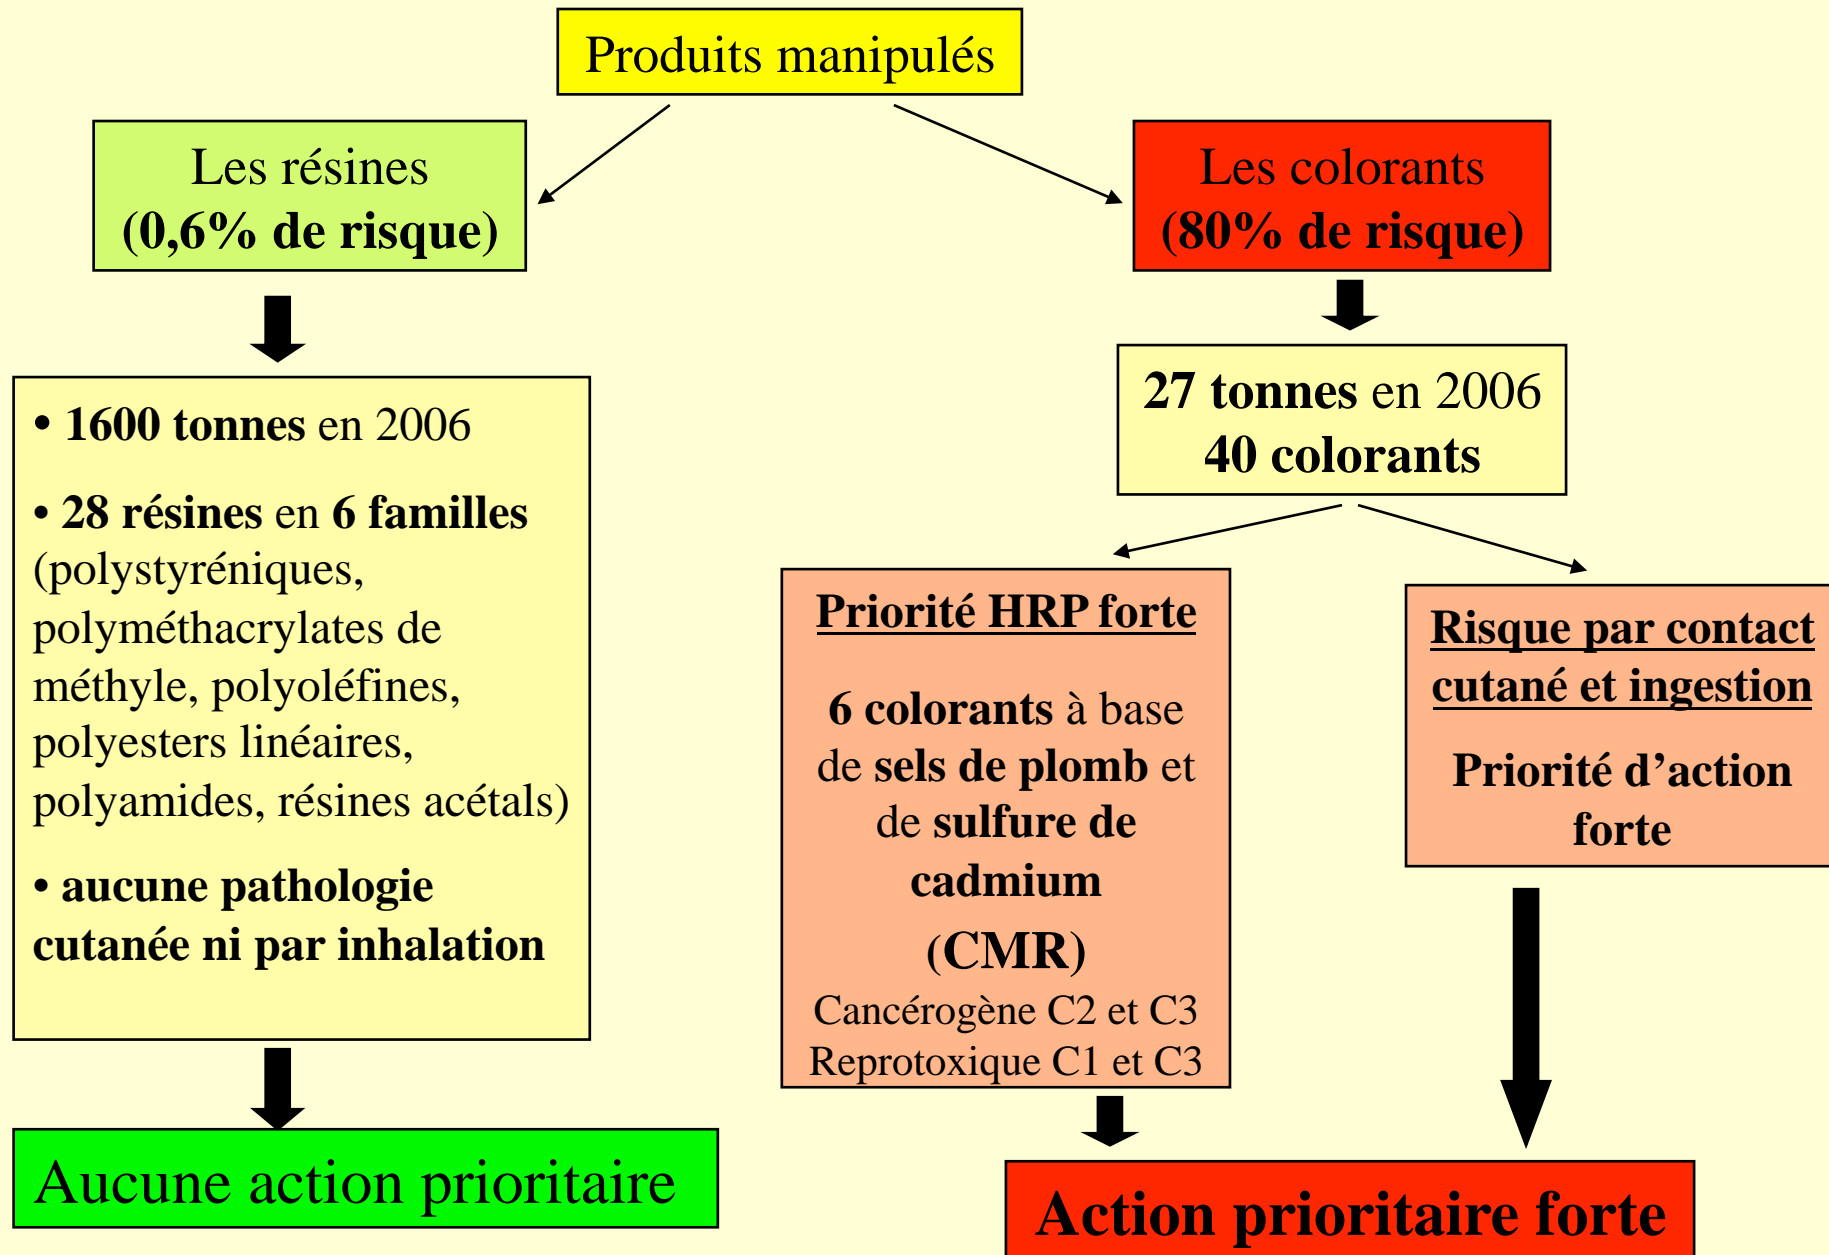 Produits manipulés
Les résines
(0,6% de risque)
Les colorants
(80% de risque)
• 1600 tonnes en 2006
• 28 résines en 6 familles
(polystyréniques,
polyméthacrylates de
méthyle, polyoléfines,
polyesters linéaires,
polyamides, résines acétals)
• aucune pathologie
cutanée ni par inhalation
Aucune action prioritaire
27 tonnes en 2006
40 colorants
Priorité HRP forte
6 colorants à base
de sels de plomb et
de sulfure de
cadmium
(CMR)
Cancérogène C2 et C3
Reprotoxique C1 et C3
Risque par contact
cutané et ingestion
Priorité d’action
forte
Action prioritaire forte